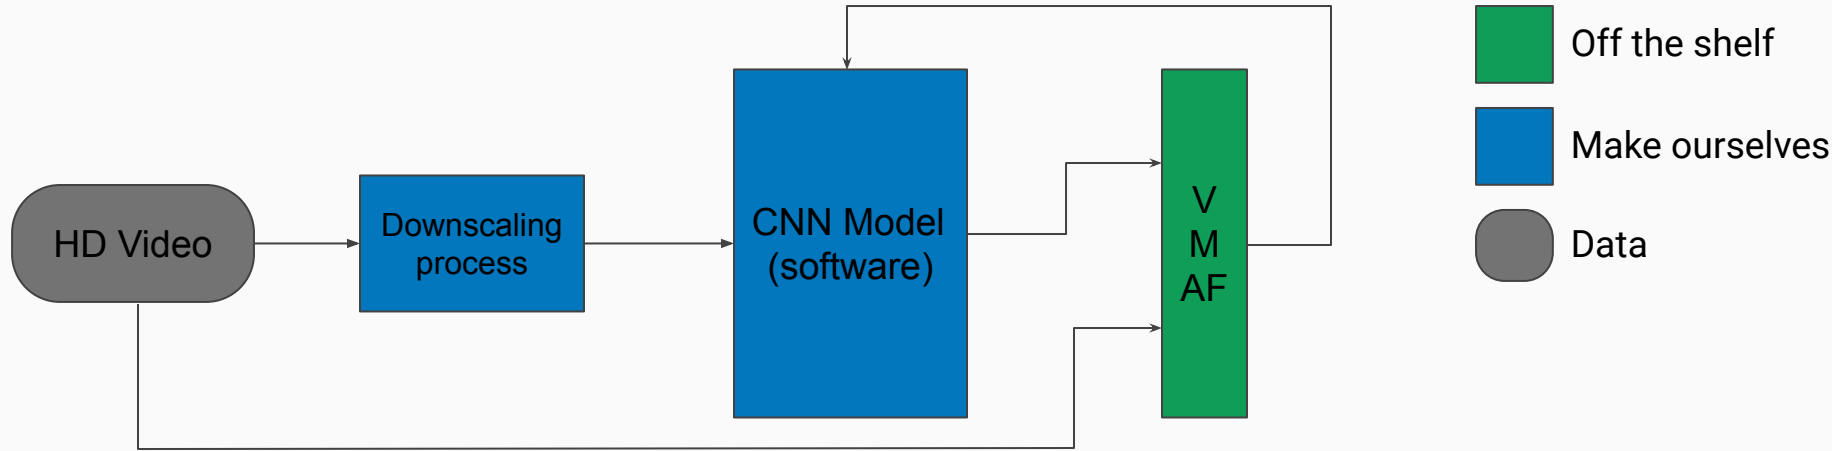 HD Video
Downscaling
process
CNN Model
(software)
V
M
AF
Off the shelf
Make ourselves
Data